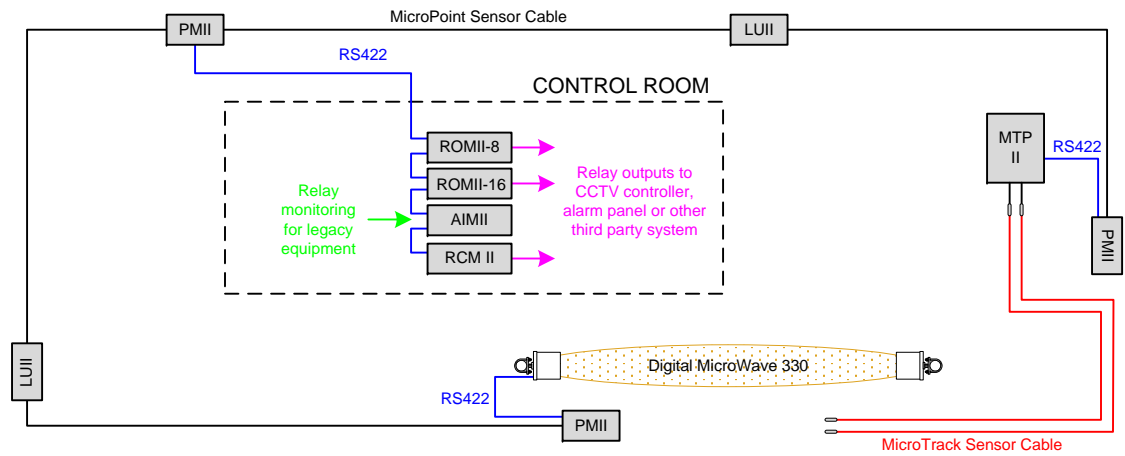 MicroPoint Sensor Cable
PMII
LUII
RS422
CONTROL ROOM
ROMII-8
ROMII-16
AIMII
RCM II
Relay
monitoring
for legacy
equipment
Relay outputs to
CCTV controller,
alarm panel or other
third party system
MTP
II
RS422
PMII
LUII
Digital MicroWave 330
RS422
PMII
MicroTrack Sensor Cable